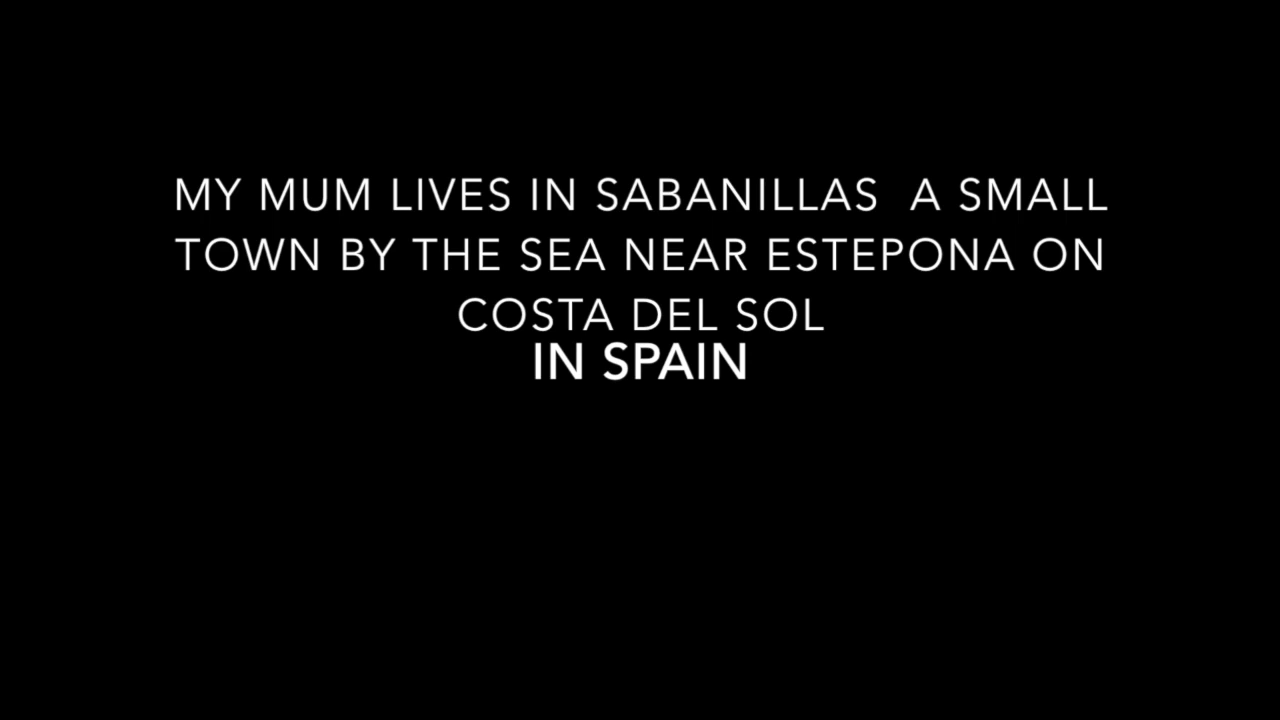 MY MUM LIVES IN SABANILLAS  A SMALL
TOWN BY THE SEA NEAR ESTEPONA ON
COSTA DEL SOL
IN SPAIN